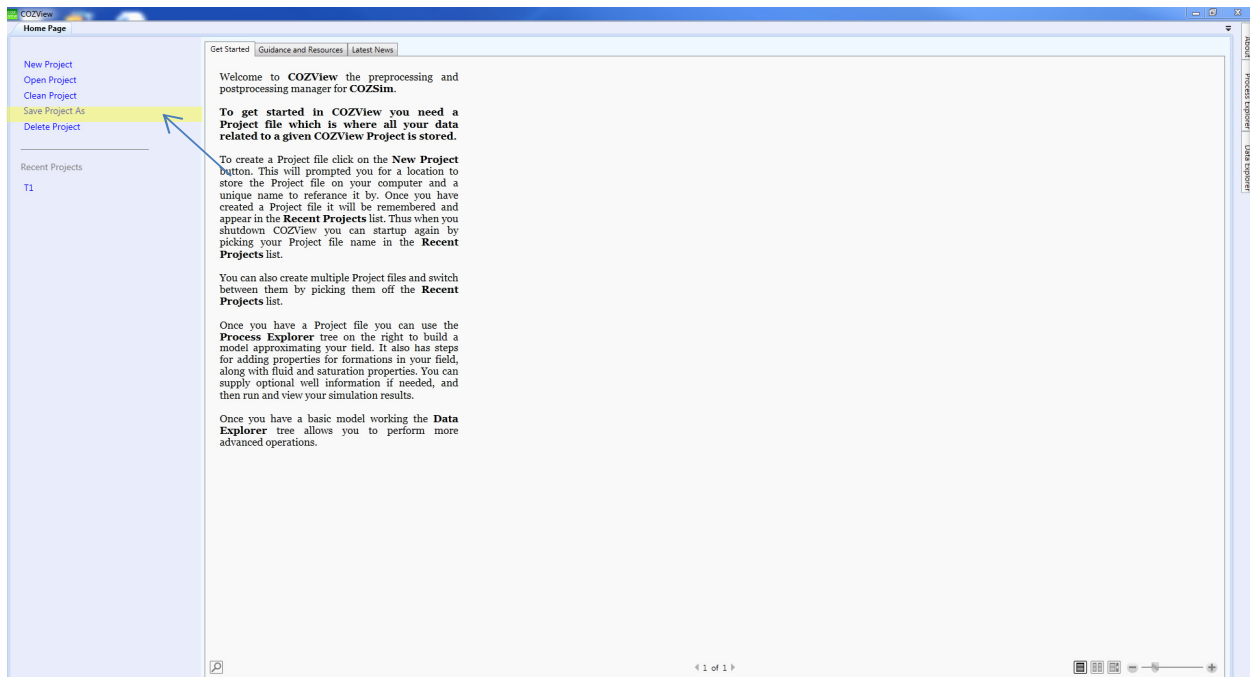 COZView
Home Page
New Project
Open Project
Clean Project
Save Project As
Delete Project
Recent Projects
T1
Get Started Guidance and Resources Latest News
Welcome to COZView the preprocessing and
postprocessing manager for COZSim.
To get started in COZView you need a
Project file which is where all your data
related to a given COZView Project is stored.
To create a Project file click on the New Project
button. This will prompted you for a location to
store the Project file on your computer and a
unique name to referance it by. Once you have
created a Project file it will be remembered and
appear in the Recent Projects list. Thus when you
shutdown COZView you can startup again by
picking your Project file name in the Recent
Projects list.
You can also create multiple Project files and switch
between them by picking them off the Recent
Projects list.
Once you have a Project file you can use the
Process Explorer tree on the right to build a
model approximating your field. It also has steps
for adding properties for formations in your field,
along with fluid and saturation properties. You can
supply optional well information if needed, and
then run and view your simulation results.
Once you have a basic model working the Data
Explorer tree allows you to perform more
advanced operations.
1 of 1
About
Process Explorer
Data Explorer